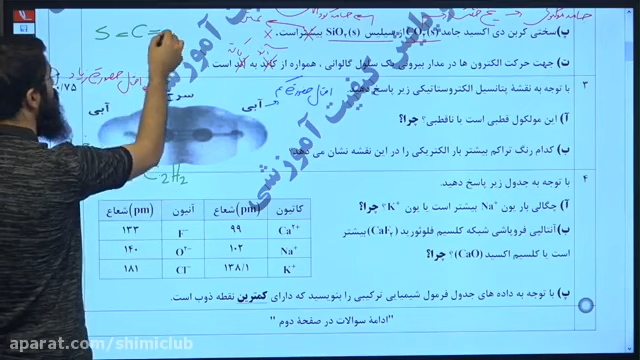 ب) سختی کربن دی اکسید جامد CO₂(s) از سیلیس SiO₂(s) بیشتر است. x
ت) جهت حرکت الکترون ها در مدار بیرونی یک سلول گالوانی، همواره از کاتد به آند است
۳ با توجه به نقشهٔ پتانسیل الکتروستاتیکی زیر پاسخ دهید.
S = C =
سرخ
آبی
آبی
آ) این مولکول قطبی است یا ناقطبی؟ چرا؟
ب) کدام رنگ تراکم بیشتر بار الکتریکی را در این نقشه نشان می دهد؟
C₂H₂
۴ با توجه به جدول زیر پاسخ دهید.
آ) چگالی بار یون Na⁺ بیشتر است یا یون K⁺؟ چرا؟
ب) آنتالپی فروپاشی شبکه کلسیم فلوئورید (CaF₂) بیشتر
است یا کلسیم اکسید (CaO)؟ چرا؟
کاتیون شعاع (pm) آنیون شعاع (pm)
Ca²⁺ ۹۹ F⁻ ۱۳۳
Na⁺ ۱۰۲ O²⁻ ۱۴۰
K⁺ ۱۳۸/۱ Cl⁻ ۱۸۱
پ) با توجه به داده های جدول فرمول شیمیایی ترکیبی را بنویسید که دارای کمترین نقطه ذوب است.
"ادامهٔ سوالات در صفحهٔ دوم "
کیفیت آموزشی
aparat.com/shimiclub